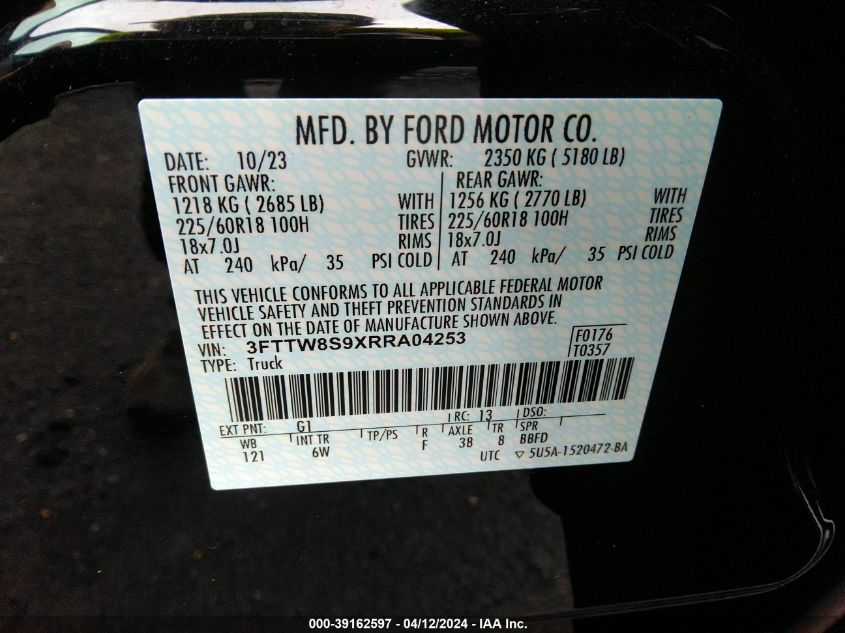 MFD. BY FORD MOTOR CO.
DATE: 10/23 GVWR: 2350 KG ( 5180 LB)
FRONT GAWR: REAR GAWR:
1218 KG ( 2685 LB) WITH 1256 KG ( 2770 LB) WITH
225/60R18 100H TIRES 225/60R18 100H TIRES
18x7.0J RIMS 18x7.0J RIMS
AT 240 kPa/ 35 PSI COLD AT 240 kPa/ 35 PSI COLD
THIS VEHICLE CONFORMS TO ALL APPLICABLE FEDERAL MOTOR
VEHICLE SAFETY AND THEFT PREVENTION STANDARDS IN
EFFECT ON THE DATE OF MANUFACTURE SHOWN ABOVE.
VIN: 3FTTW8S9XRRA04253 F0176
TYPE: Truck T0357
EXT PNT: G1 RC: 13 DSO:
WB INT TR TP/PS R AXLE TR SPR
121 6W F 38 8 BBFD
UTC ▽ 5U5A-1520472-BA
000-39162597 - 04/12/2024 - IAA Inc.